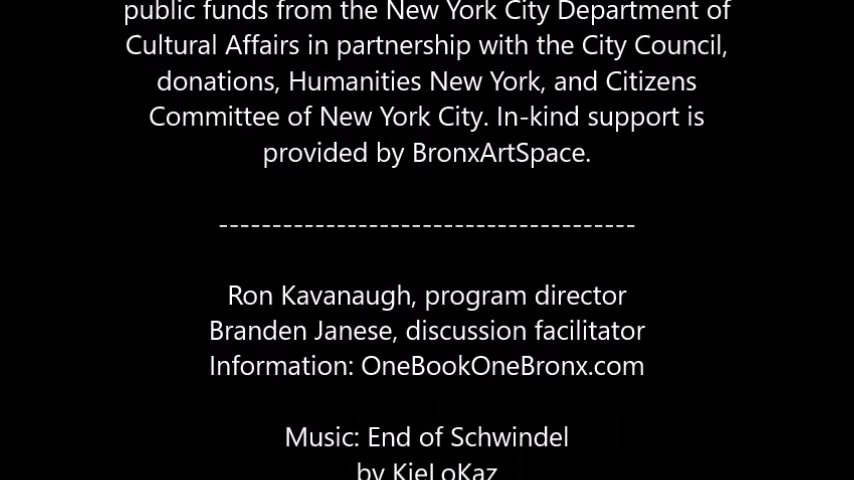 public funds from the New York City Department of
Cultural Affairs in partnership with the City Council,
donations, Humanities New York, and Citizens
Committee of New York City. In-kind support is
provided by BronxArtSpace.
---------------------------------------
Ron Kavanaugh, program director
Branden Janese, discussion facilitator
Information: OneBookOneBronx.com
Music: End of Schwindel
by KieLoKaz